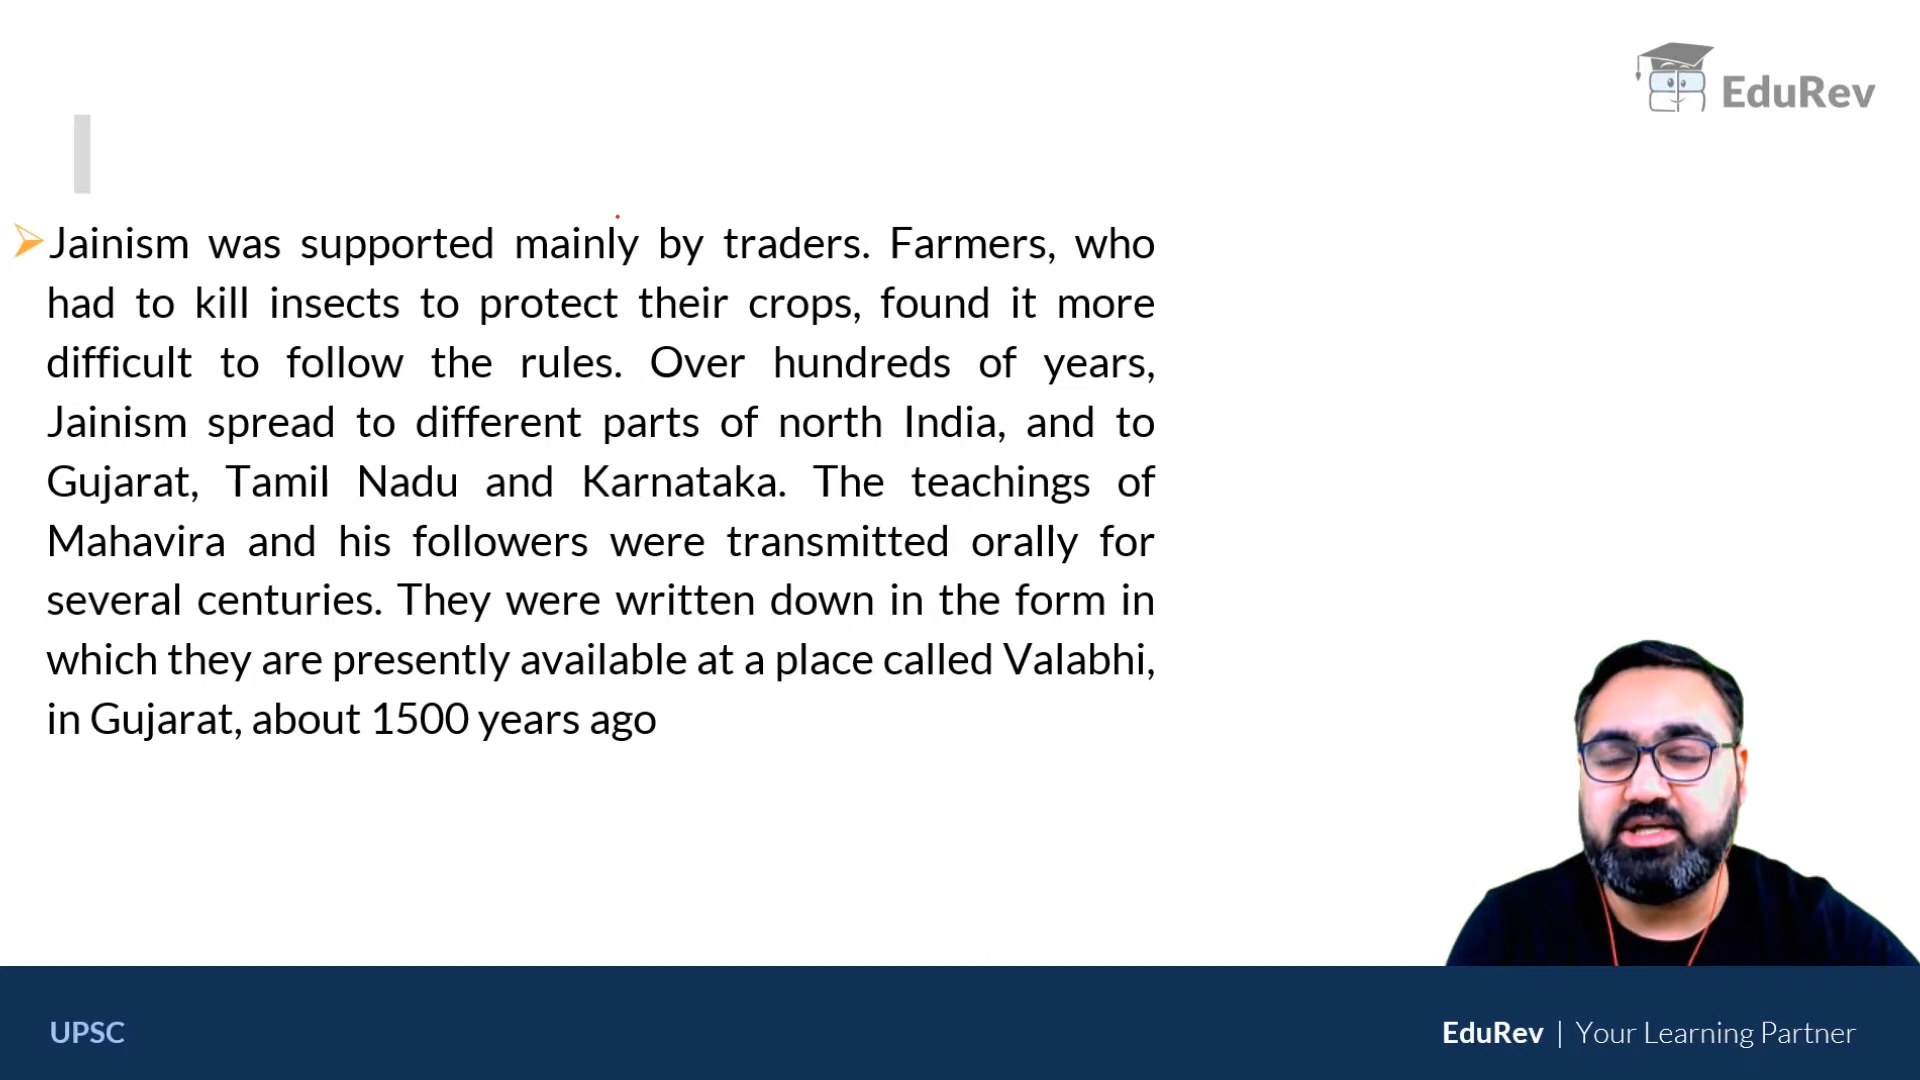 EduRev
Jainism was supported mainly by traders. Farmers, who
had to kill insects to protect their crops, found it more
difficult to follow the rules. Over hundreds of years,
Jainism spread to different parts of north India, and to
Gujarat, Tamil Nadu and Karnataka. The teachings of
Mahavira and his followers were transmitted orally for
several centuries. They were written down in the form in
which they are presently available at a place called Valabhi,
in Gujarat, about 1500 years ago
UPSC
EduRev | Your Learning Partner